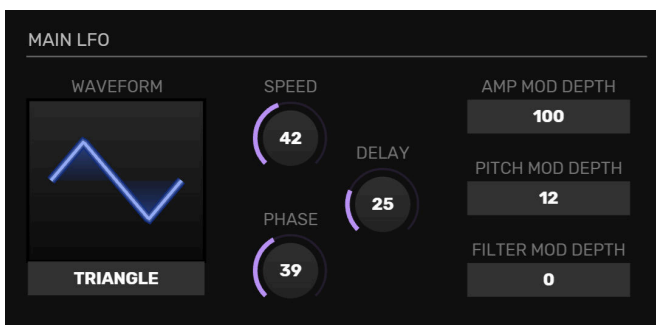 MAIN LFO
WAVEFORM
TRIANGLE
SPEED
42
DELAY
25
PHASE
39
AMP MOD DEPTH
100
PITCH MOD DEPTH
12
FILTER MOD DEPTH
0